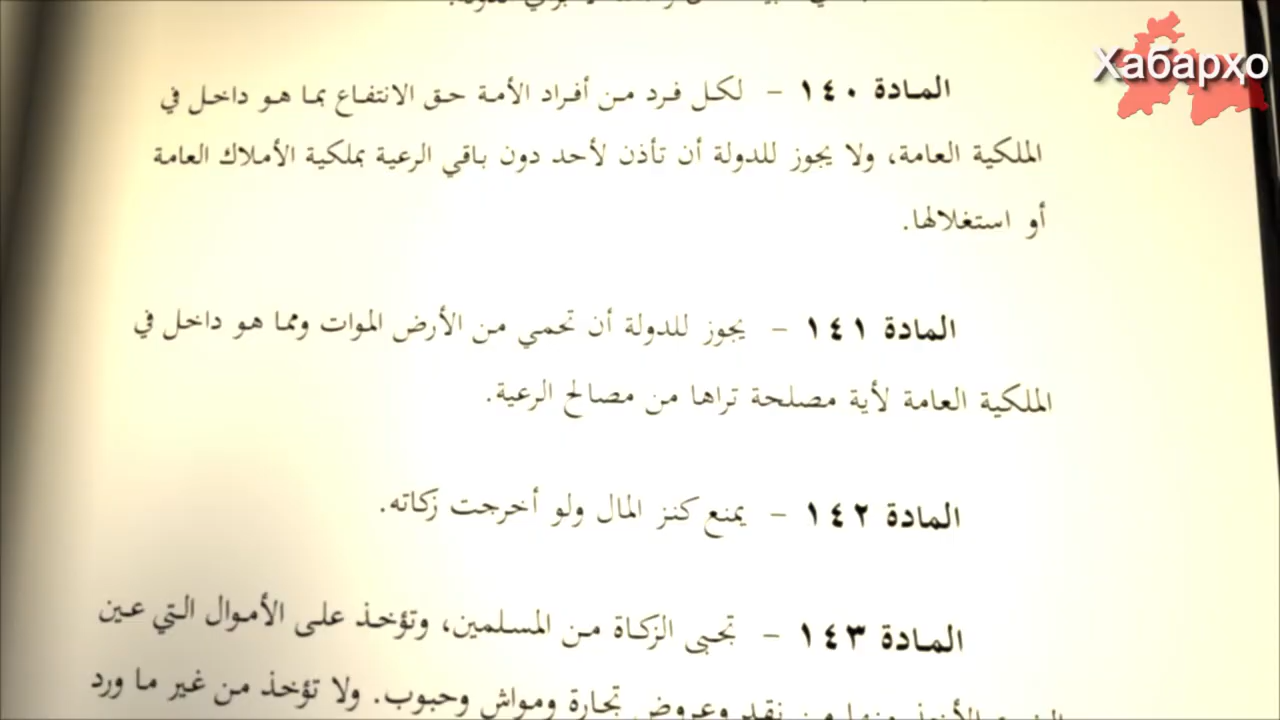 Хабарҳо
المادة ١٤٠ – لكل فرد من أفراد الأمة حق الانتفاع بما هو داخل في
الملكية العامة، ولا يجوز للدولة أن تأذن لأحد دون باقي الرعية بملكية الأملاك العامة
أو استغلالها.
المادة ١٤١ – يجوز للدولة أن تحمي من الأرض الموات ومما هو داخل في
الملكية العامة لأية مصلحة تراها من مصالح الرعية.
المادة ١٤٢ – يمنع كنز المال ولو أخرجت زكاته.
المادة ١٤٣ – تجبى الزكاة من المسلمين، وتؤخذ على الأموال التي عين
نقد وعروض تجارة ومواش وحبوب. ولا تؤخذ من غير ما ورد